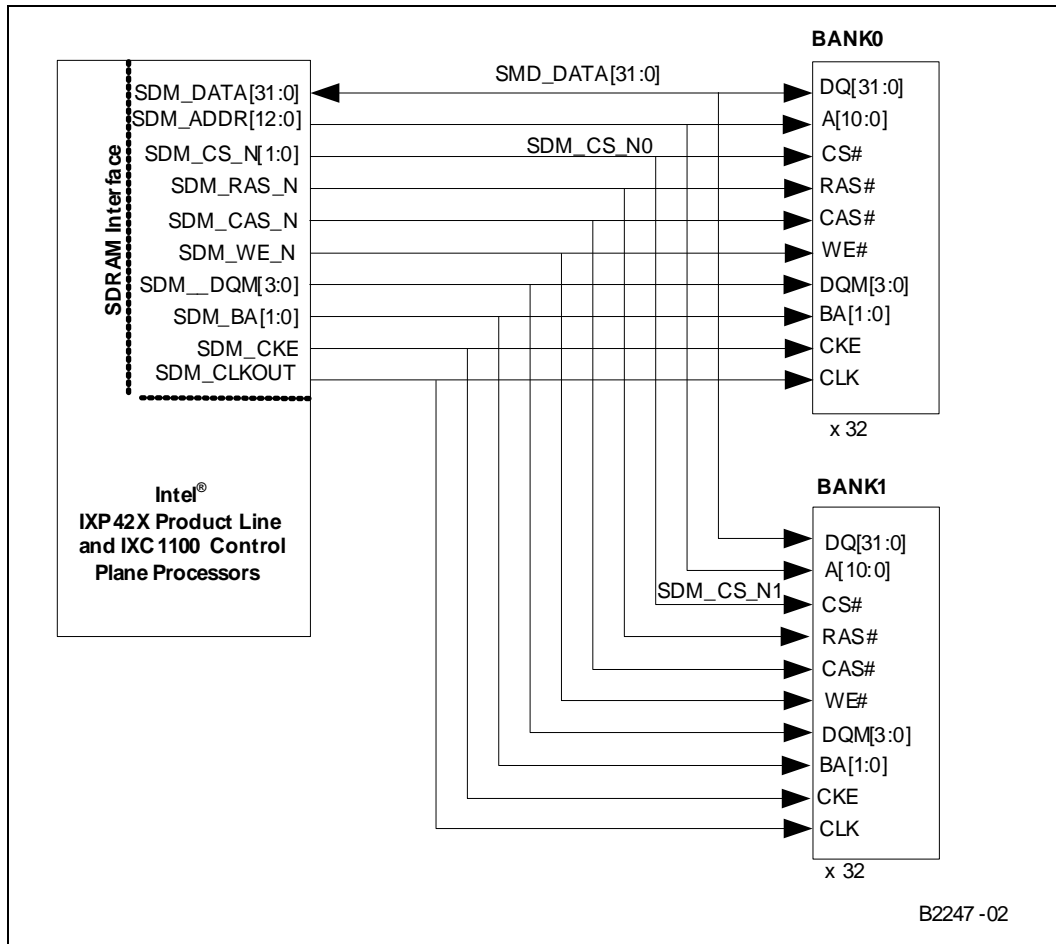 BANK0
SMD_DATA[31:0]
SDM_DATA[31:0]
DQ[31:0]
SDM_ADDR[12:0]
A[10:0]
SDM_CS_N[1:0]
SDM_CS_N0
CS#
SDM_RAS_N
RAS#
SDM_CAS_N
CAS#
SDM_WE_N
WE#
SDM__DQM[3:0]
DQM[3:0]
SDM_BA[1:0]
BA[1:0]
SDM_CKE
CKE
SDM_CLKOUT
CLK
SDRAM Interface
x 32
Intel®
IXP42X Product Line
and IXC1100 Control
Plane Processors
BANK1
DQ[31:0]
A[10:0]
SDM_CS_N1
CS#
RAS#
CAS#
WE#
DQM[3:0]
BA[1:0]
CKE
CLK
x 32
B2247 -02